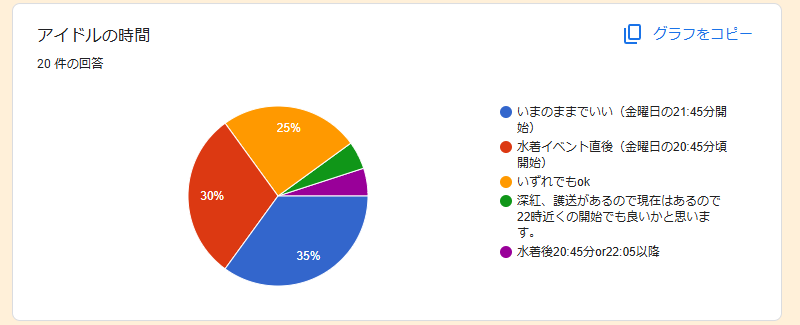 アイドルの時間
グラフをコピー
20 件の回答
25%
30%
35%
いまのままでいい（金曜日の21:45分開
始）
水着イベント直後（金曜日の20:45分頃
開始）
いずれでもok
深紅、護送があるので現在はあるので
22時近くの開始でも良いかと思いま
す。
水着後20:45分or22:05以降